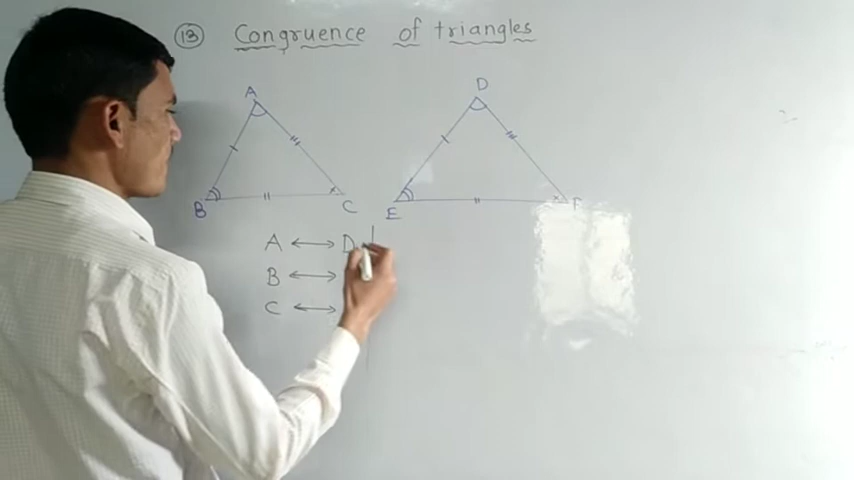 13 Congruence of triangles
A D
B C E F
A ↔ D
B ↔
C ↔